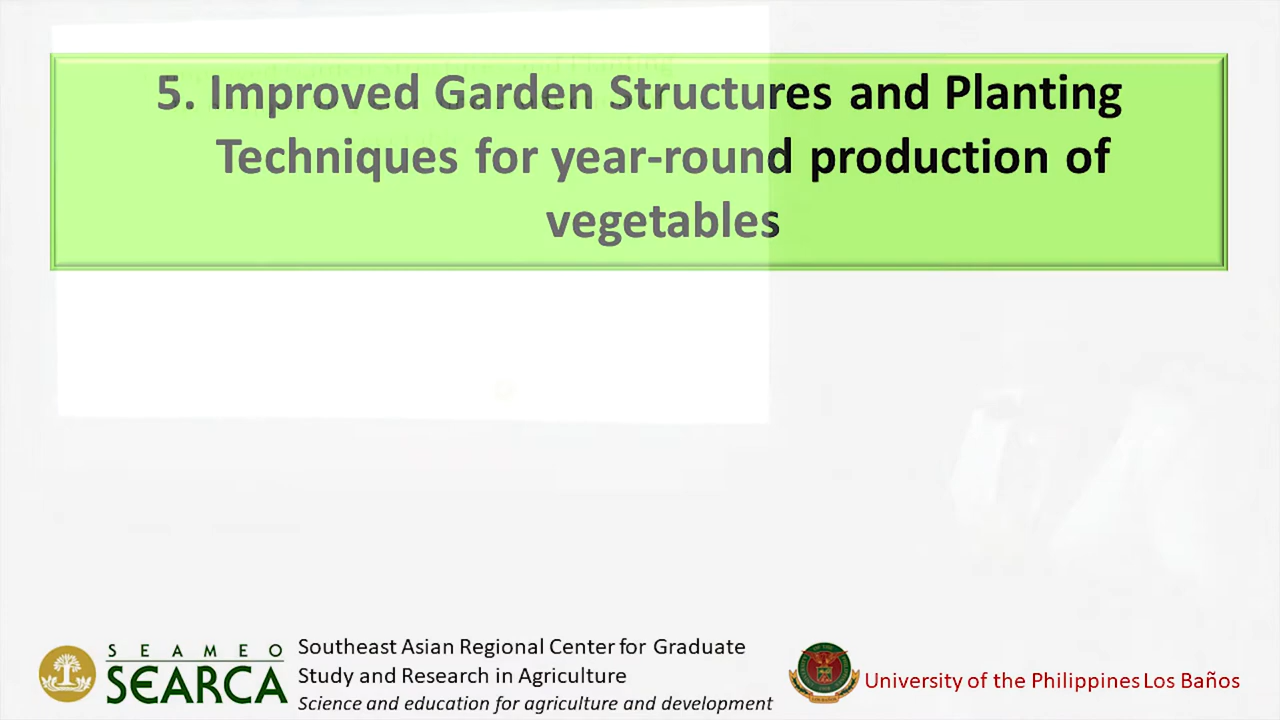 5. Improved Garden Structures and Planting
Techniques for year-round production of
vegetables
SEAMEO
SEARCA
Southeast Asian Regional Center for Graduate
Study and Research in Agriculture
Science and education for agriculture and development
University of the Philippines Los Baños